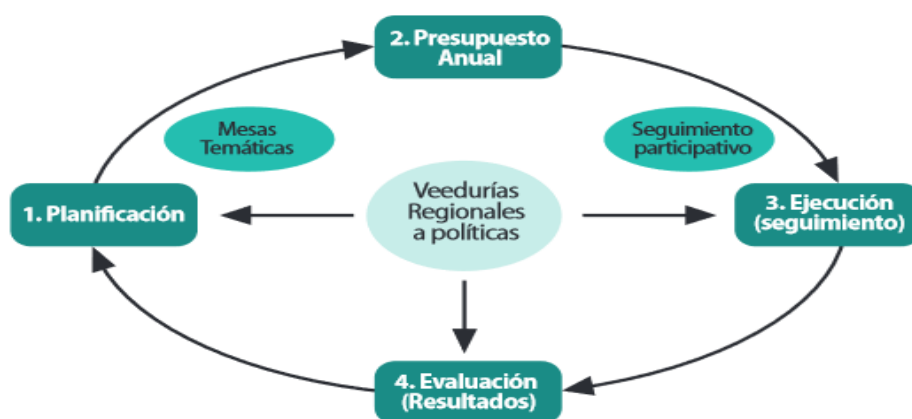 2. Presupuesto
Anual
Mesas
Temáticas
Seguimiento
participativo
1. Planificación
Veedurías
Regionales
a políticas
3. Ejecución
(seguimiento)
4. Evaluación
(Resultados)